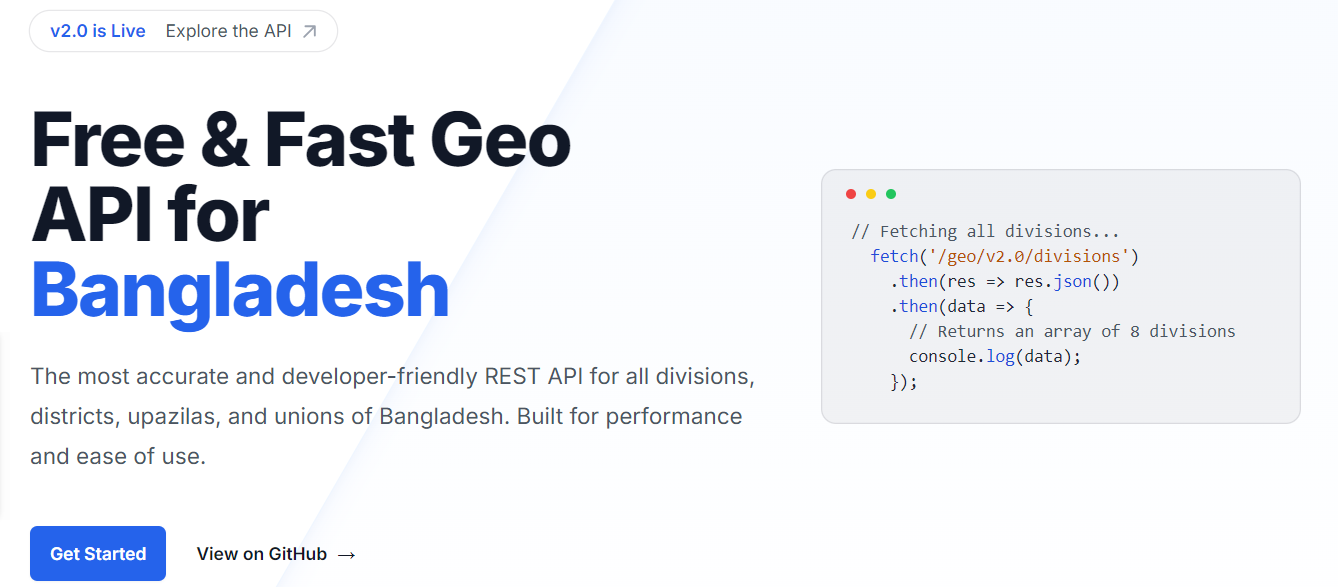 v2.0 is Live Explore the API ↗
Free & Fast Geo
API for
Bangladesh
The most accurate and developer-friendly REST API for all divisions,
districts, upazilas, and unions of Bangladesh. Built for performance
and ease of use.
Get Started View on GitHub →
// Fetching all divisions...
fetch('/geo/v2.0/divisions')
.then(res => res.json())
.then(data => {
// Returns an array of 8 divisions
console.log(data);
});